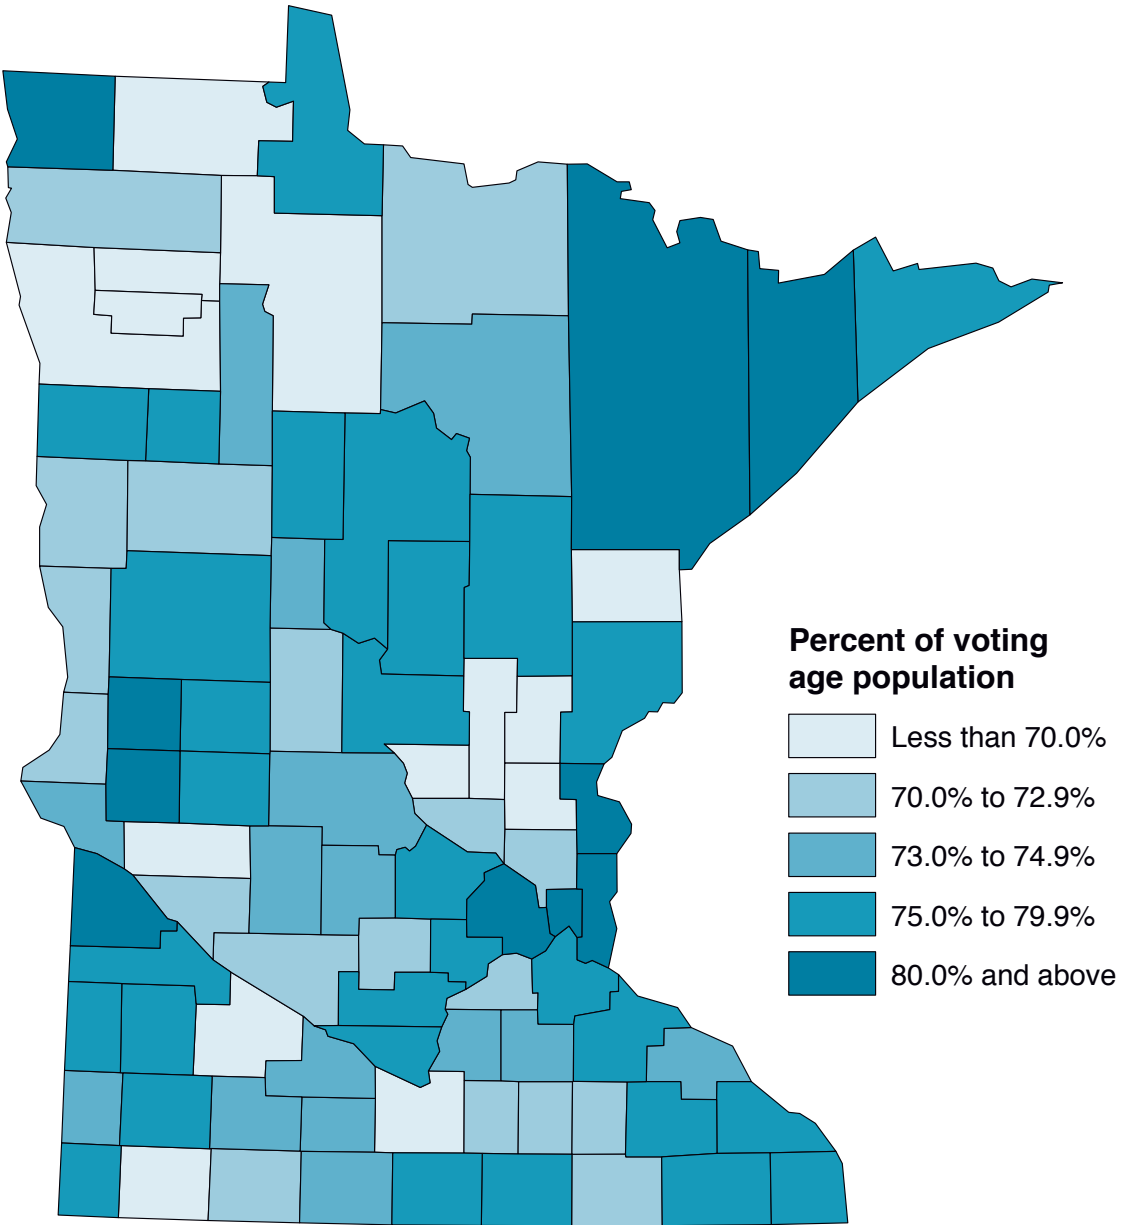 Percent of voting
age population
Less than 70.0%
70.0% to 72.9%
73.0% to 74.9%
75.0% to 79.9%
80.0% and above